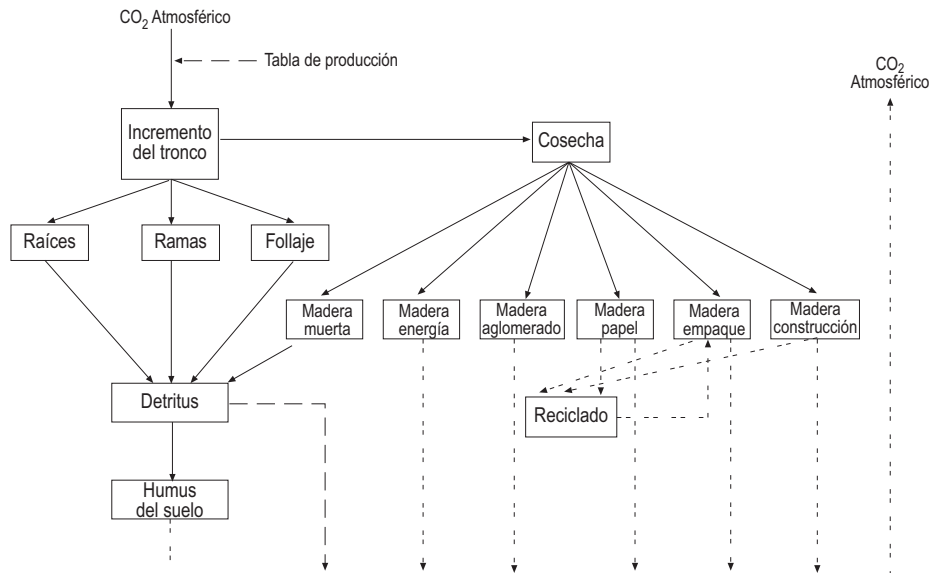 CO2 Atmosférico
Tabla de producción
CO2
Atmosférico
Incremento
del tronco
Cosecha
Raíces
Ramas
Follaje
Madera
muerta
Madera
energía
Madera
aglomerado
Madera
papel
Madera
empaque
Madera
construcción
Detritus
Reciclado
Humus
del suelo